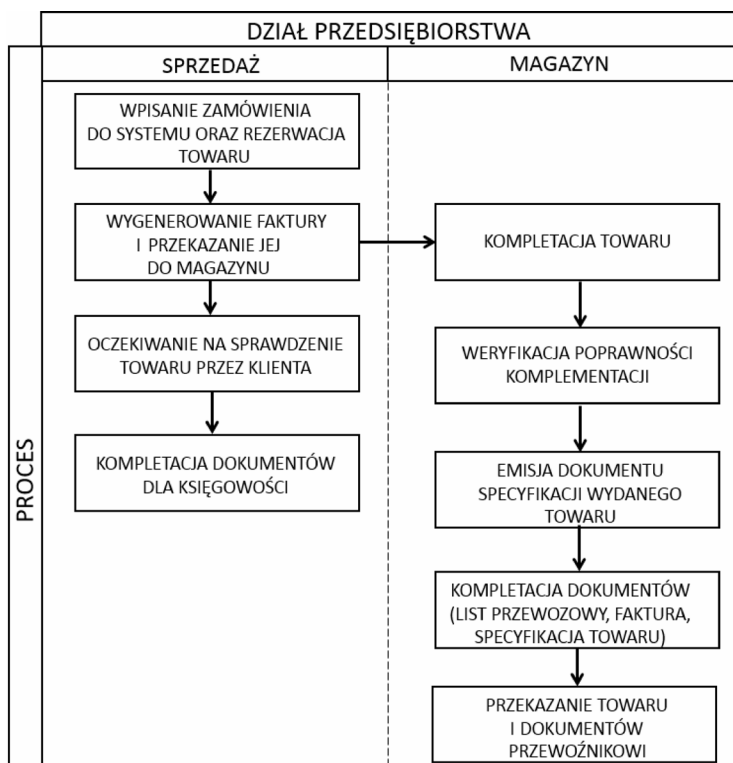 DZIAŁ PRZEDSIĘBIORSTWA
SPRZEDAŻ
MAGAZYN
PROCES
WPISANIE ZAMÓWIENIA
DO SYSTEMU ORAZ REZERWACJA
TOWARU
WYGENEROWANIE FAKTURY
I PRZEKAZANIE JEJ
DO MAGAZYNU
OCZEKIWANIE NA SPRAWDZENIE
TOWARU PRZEZ KLIENTA
KOMPLETACJA DOKUMENTÓW
DLA KSIĘGOWOŚCI
KOMPLETACJA TOWARU
WERYFIKACJA POPRAWNOŚCI
KOMPLEMENTACJI
EMISJA DOKUMENTU
SPECYFIKACJI WYDANEGO
TOWARU
KOMPLETACJA DOKUMENTÓW
(LIST PRZEWOZOWY, FAKTURA,
SPECYFIKACJA TOWARU)
PRZEKAZANIE TOWARU
I DOKUMENTÓW
PRZEWOŹNIKOWI